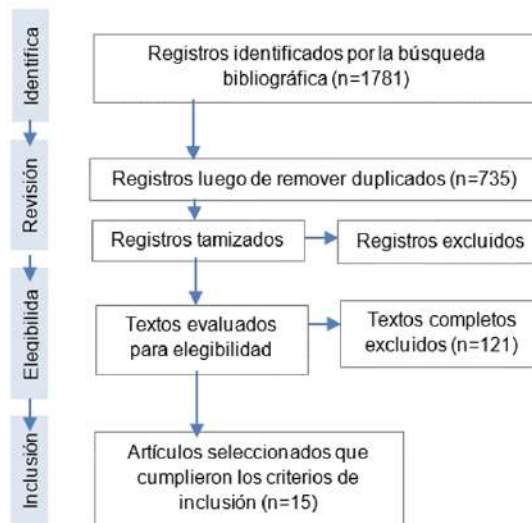 Identifica
Registros identificados por la búsqueda
bibliográfica (n=1781)
Revisión
Registros luego de remover duplicados (n=735)
Registros tamizados
Registros excluidos
Elegibilida
Textos evaluados
para elegibilidad
Textos completos
excluidos (n=121)
Inclusión
Artículos seleccionados que
cumplieron los criterios de
inclusión (n=15)